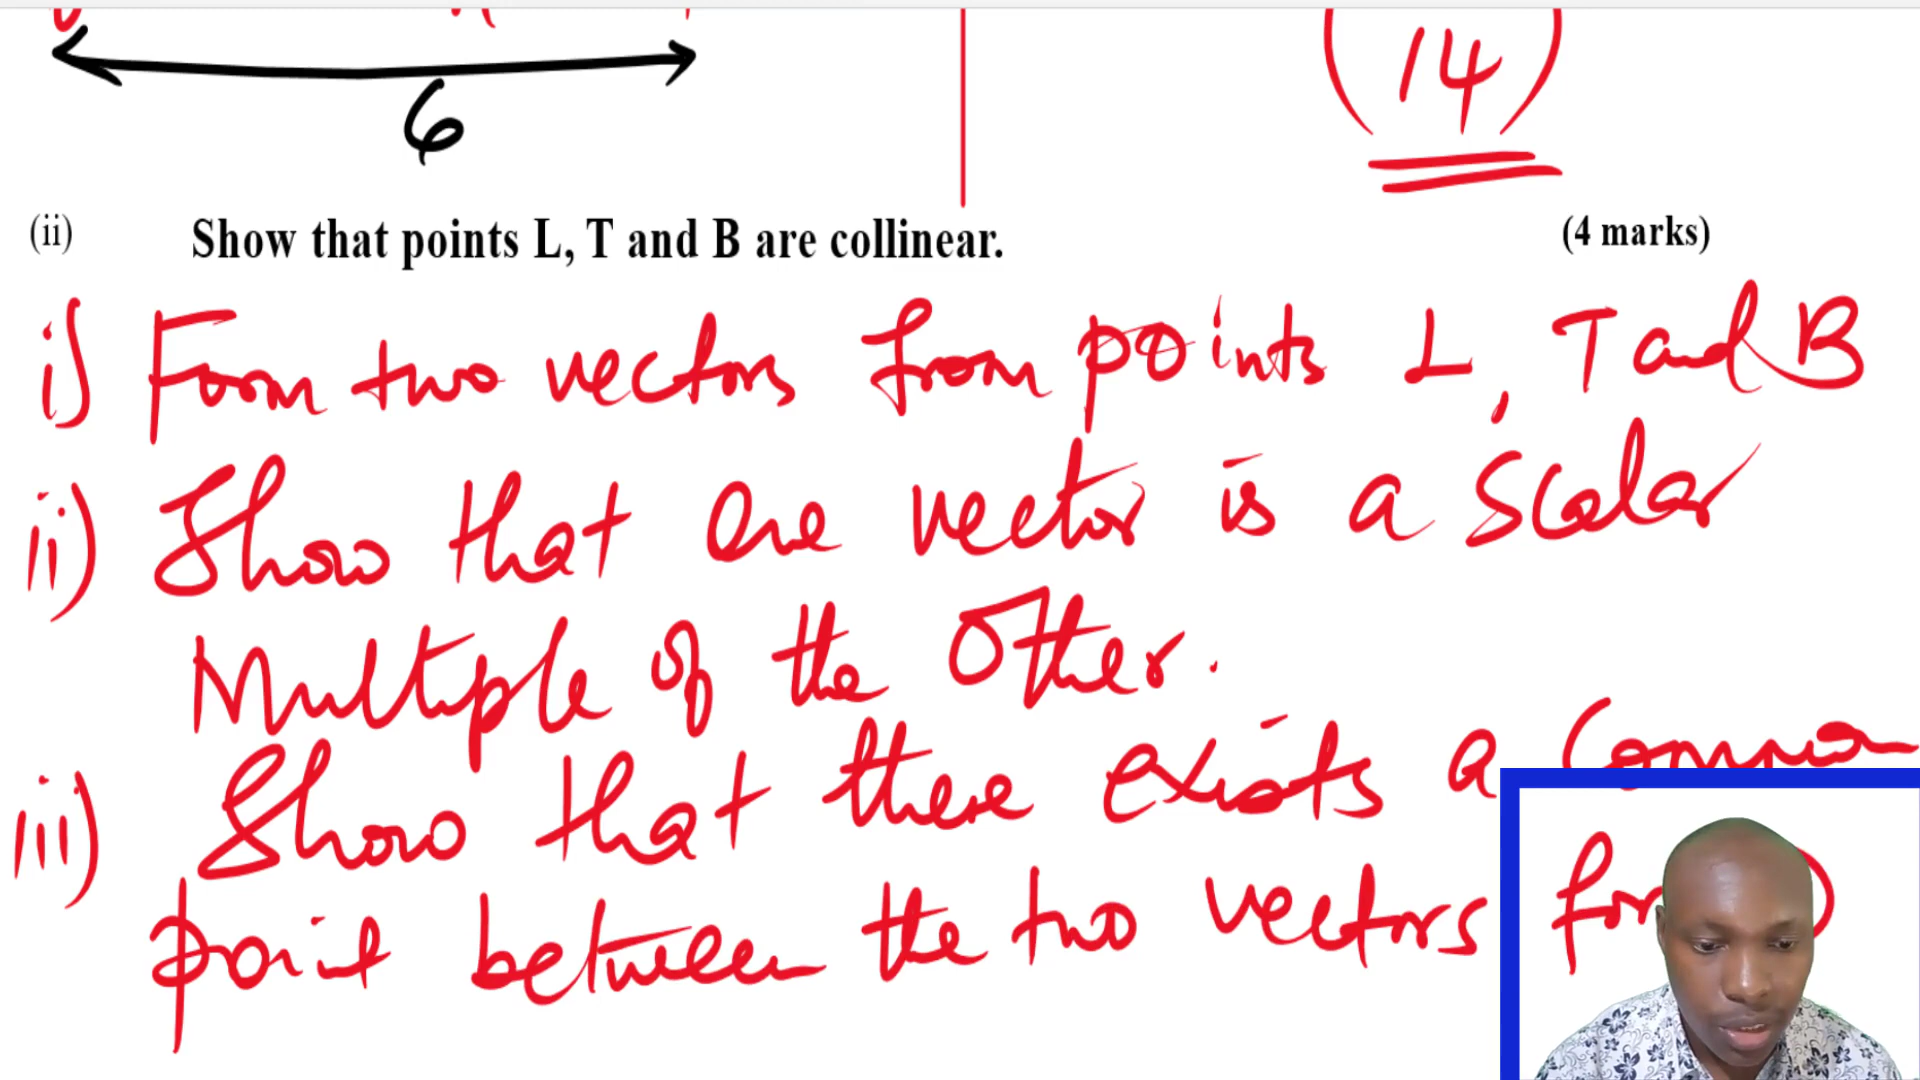 14
6
(ii) Show that points L, T and B are collinear. (4 marks)
i) Form two vectors from points L, T and B
ii) Show that one vector is a Scalar
Multiple of the Other.
iii) Show that there exists a Common
point between the two vectors